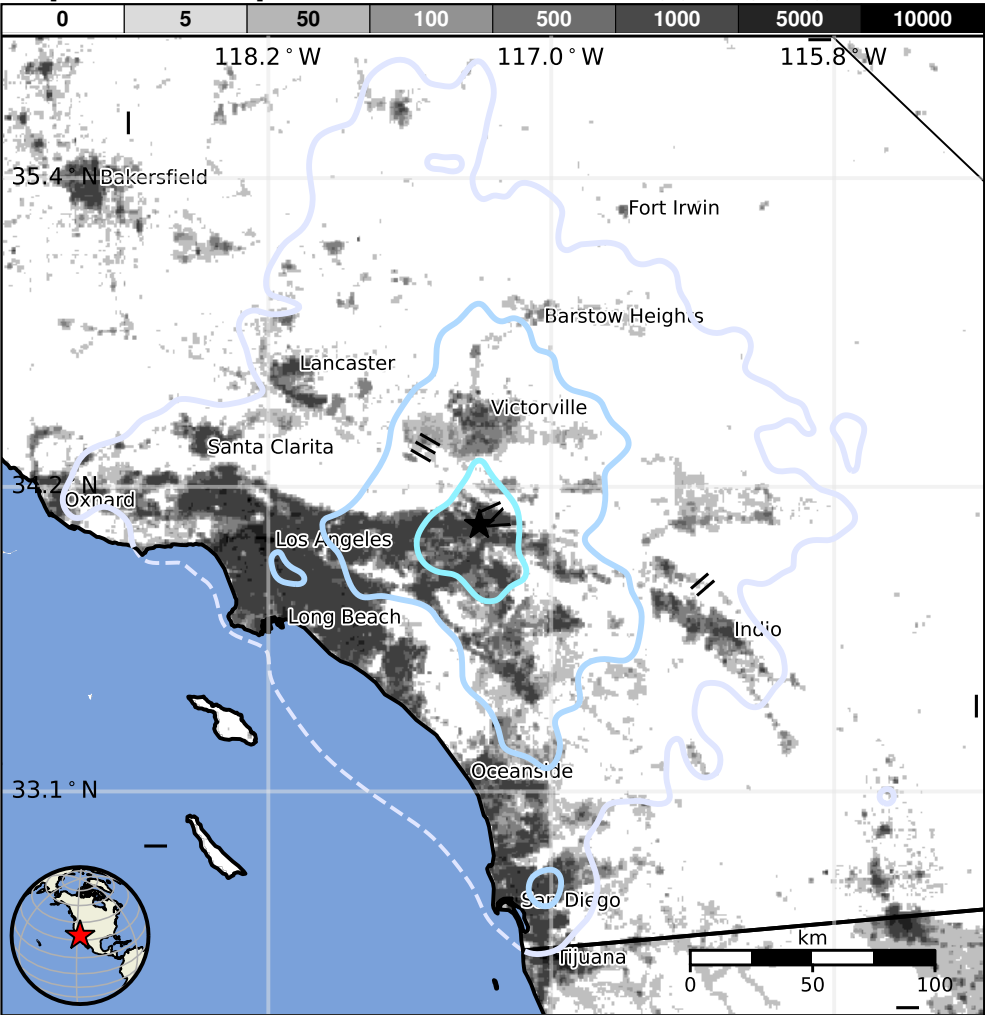 0 5 50 100 500 1000 5000 10000
118.2°W 117.0°W 115.8°W
35.4°N Bakersfield
Fort Irwin
Barstow Heights
Lancaster
Victorville
Santa Clarita
34.2°N
Oxnard
Los Angeles
Long Beach
Indio
Oceanside
33.1°N
San Diego
km
Tijuana
0 50 100